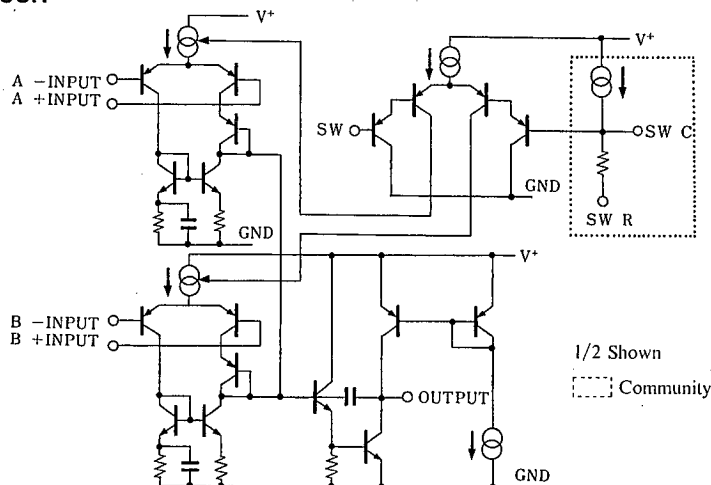 V+
A -INPUT
A +INPUT
GND
V+
SW
SW C
GND
SW R
V+
B -INPUT
B +INPUT
OUTPUT
GND
1/2 Shown
Community